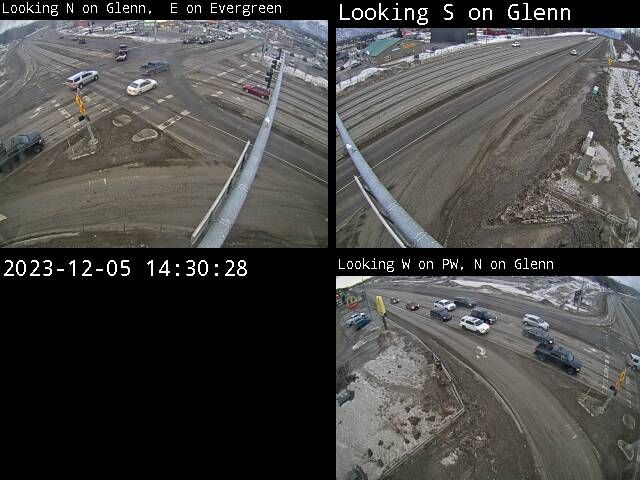 Looking N on Glenn,  E on Evergreen
Looking S on Glenn
2023-12-05 14:30:28
Looking W on PW, N on Glenn